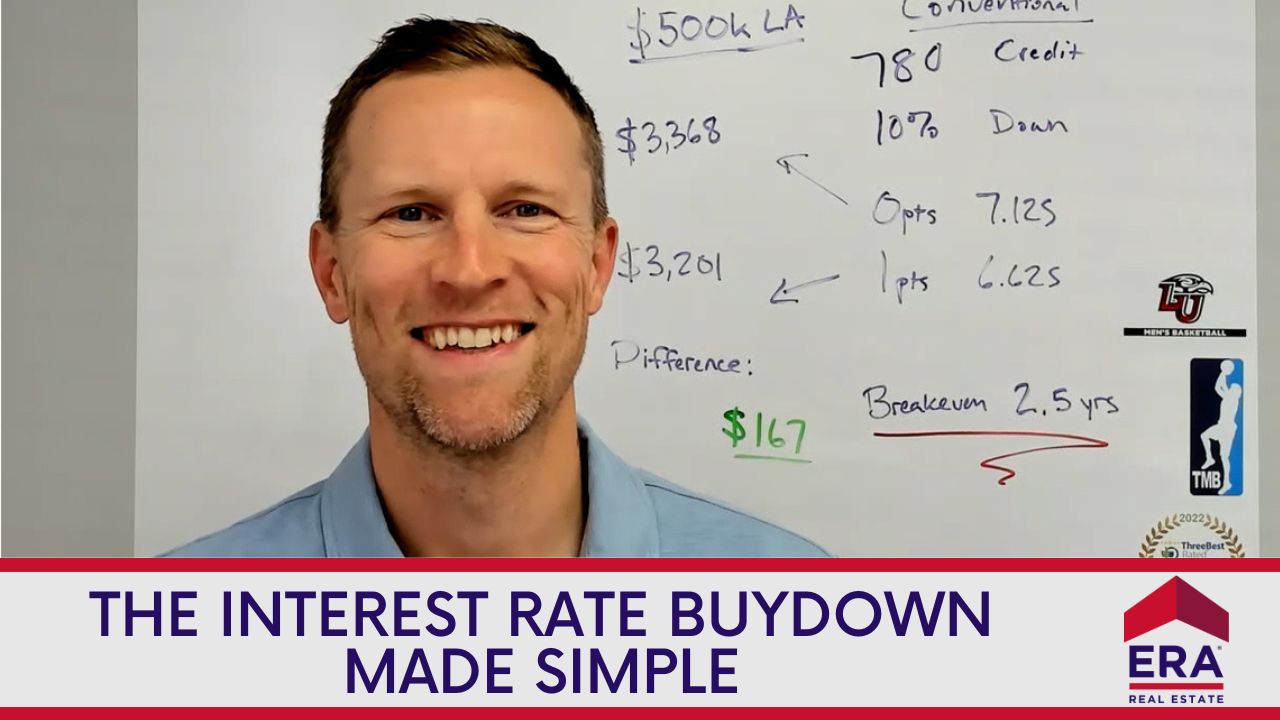 $500k LA
Conventional
780 Credit
$3,368
10% Down
0pts 7.125
$3,201
1pts 6.625
Difference:
$167
Breakeven 2.5 yrs
LU
MEN'S BASKETBALL
TMB
2022
ThreeBest
Rated
THE INTEREST RATE BUYDOWN
MADE SIMPLE
ERA
REAL ESTATE